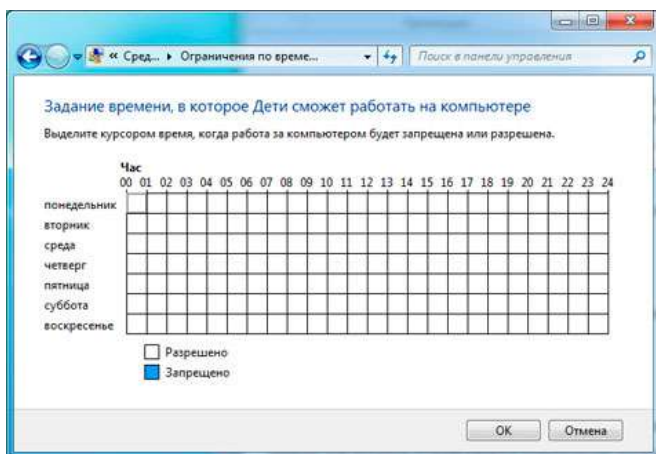 « Сред... ▸ Ограничения по време...
Поиск в панели управления
Задание времени, в которое Дети сможет работать на компьютере
Выделите курсором время, когда работа за компьютером будет запрещена или разрешена.
Час
00 01 02 03 04 05 06 07 08 09 10 11 12 13 14 15 16 17 18 19 20 21 22 23 24
понедельник
вторник
среда
четверг
пятница
суббота
воскресенье
Разрешено
Запрещено
ОК Отмена